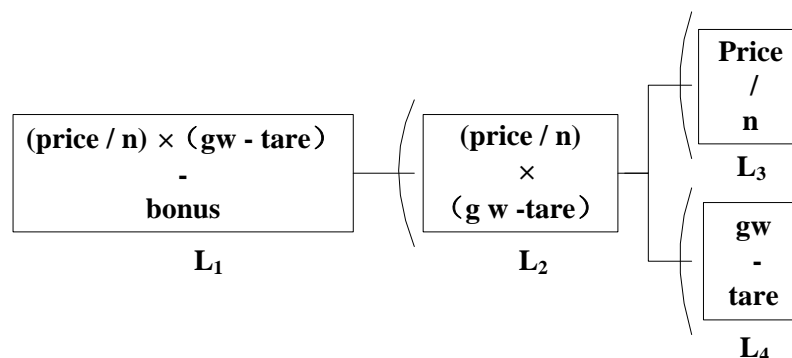 (price / n) × （gw - tare）
-
bonus
L₁
(price / n)
×
（g w -tare）
L₂
Price
/
n
L₃
gw
-
tare
L₄